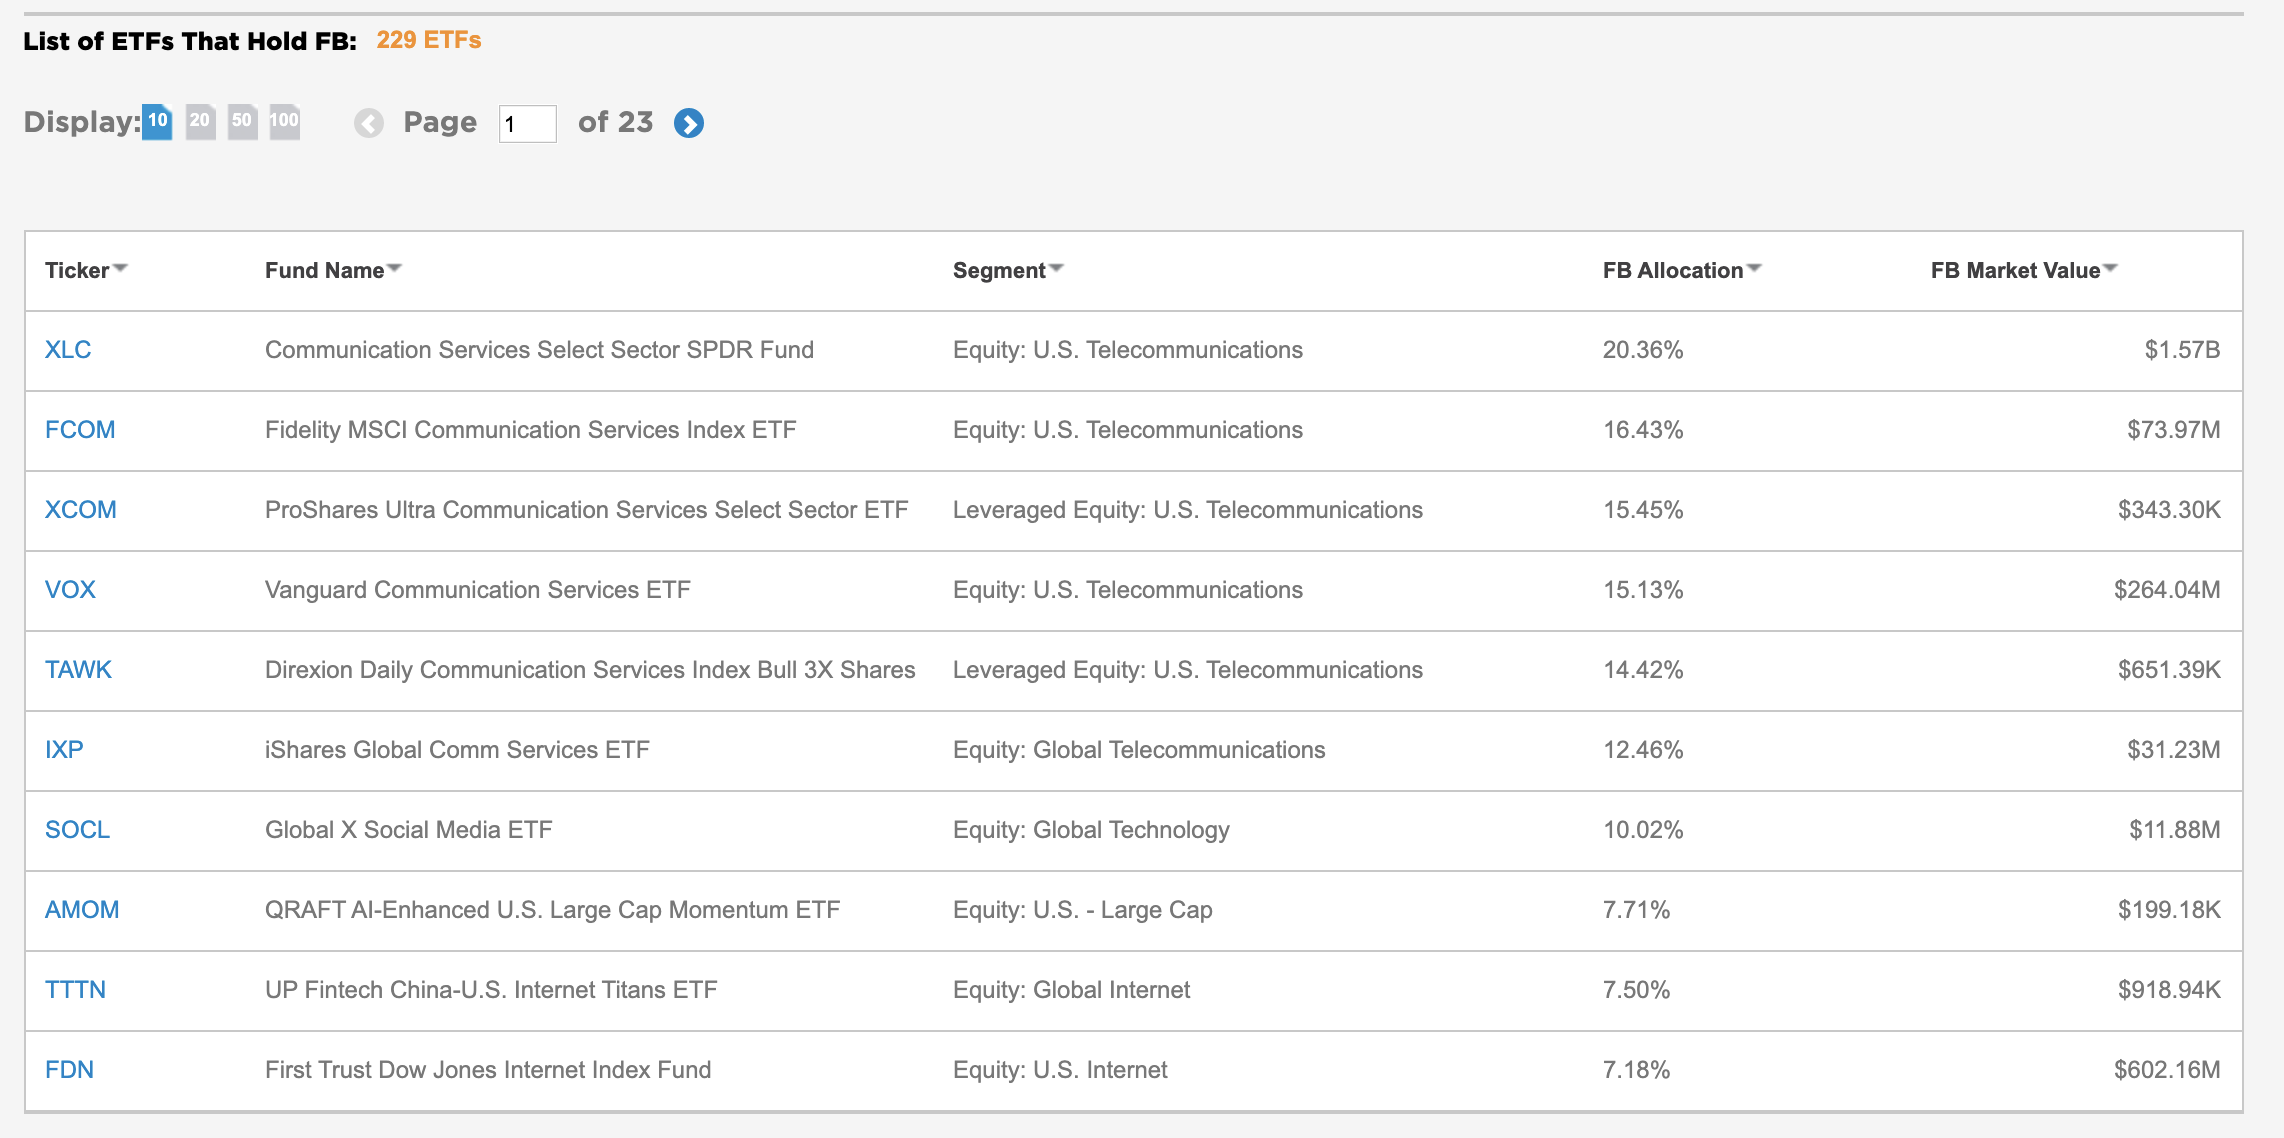 List of ETFs That Hold FB: 229 ETFs
Display: 10 20 50 100 Page 1 of 23
Ticker Fund Name Segment FB Allocation FB Market Value
XLC Communication Services Select Sector SPDR Fund Equity: U.S. Telecommunications 20.36% $1.57B
FCOM Fidelity MSCI Communication Services Index ETF Equity: U.S. Telecommunications 16.43% $73.97M
XCOM ProShares Ultra Communication Services Select Sector ETF Leveraged Equity: U.S. Telecommunications 15.45% $343.30K
VOX Vanguard Communication Services ETF Equity: U.S. Telecommunications 15.13% $264.04M
TAWK Direxion Daily Communication Services Index Bull 3X Shares Leveraged Equity: U.S. Telecommunications 14.42% $651.39K
IXP iShares Global Comm Services ETF Equity: Global Telecommunications 12.46% $31.23M
SOCL Global X Social Media ETF Equity: Global Technology 10.02% $11.88M
AMOM QRAFT AI-Enhanced U.S. Large Cap Momentum ETF Equity: U.S. - Large Cap 7.71% $199.18K
TTTN UP Fintech China-U.S. Internet Titans ETF Equity: Global Internet 7.50% $918.94K
FDN First Trust Dow Jones Internet Index Fund Equity: U.S. Internet 7.18% $602.16M